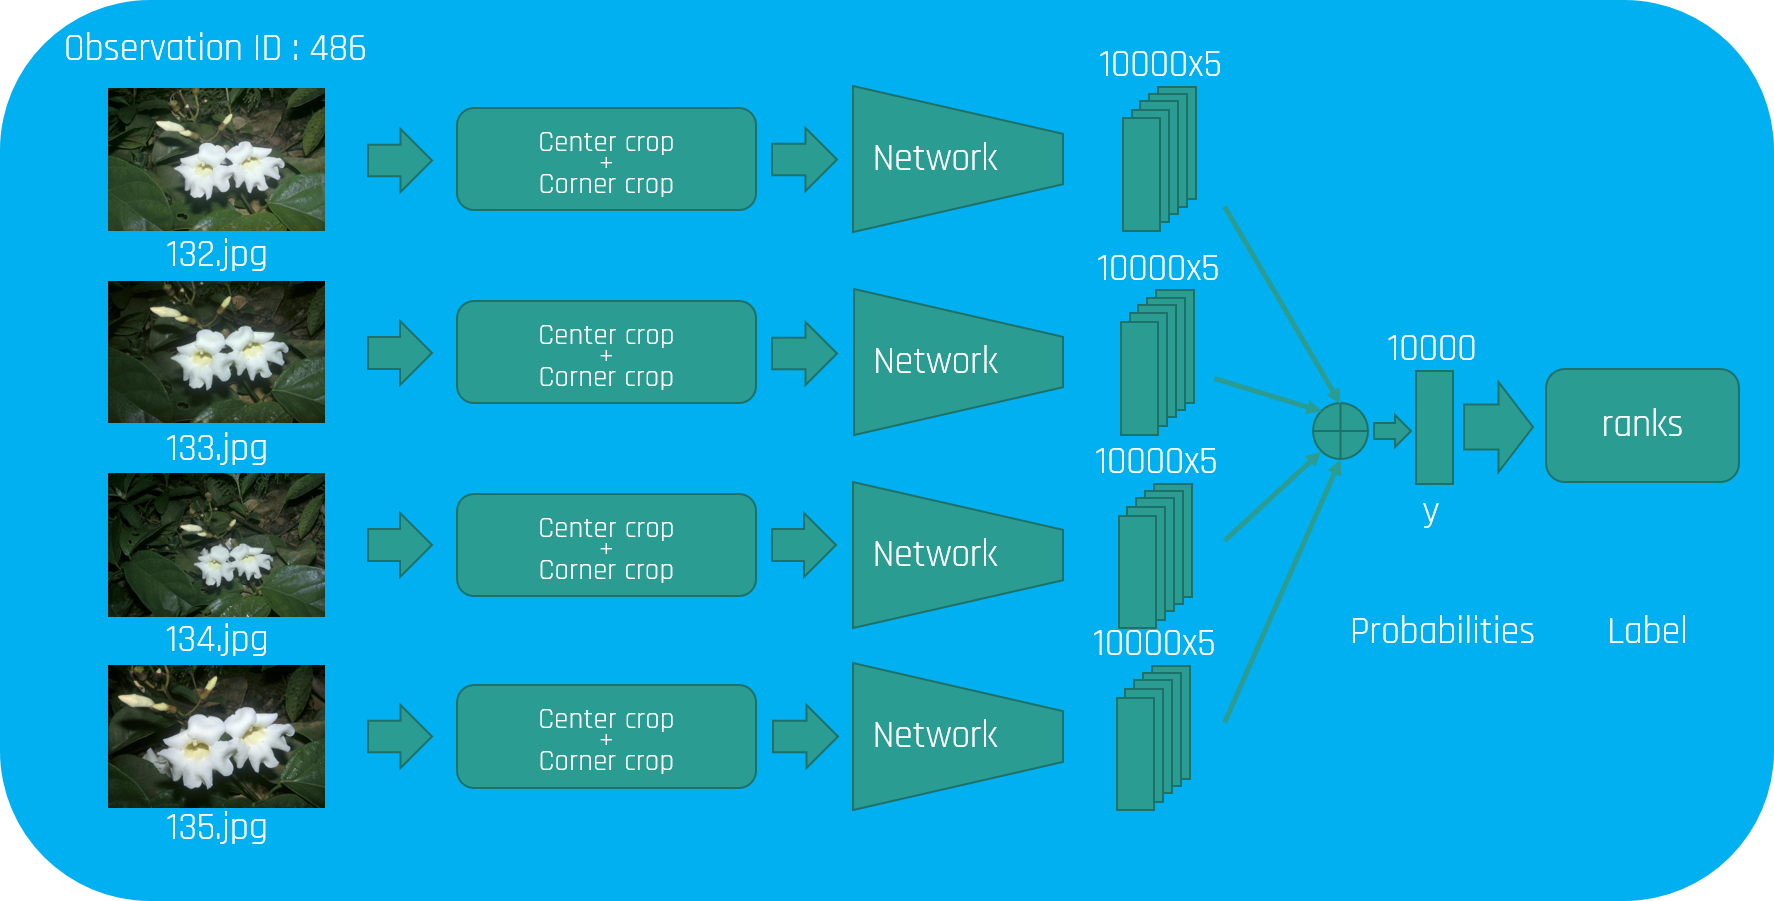 Observation ID : 486
132.jpg
Center crop
+
Corner crop
Network
10000x5
133.jpg
Center crop
+
Corner crop
Network
10000x5
134.jpg
Center crop
+
Corner crop
Network
10000x5
135.jpg
Center crop
+
Corner crop
Network
10000x5
10000
y
ranks
Probabilities
Label